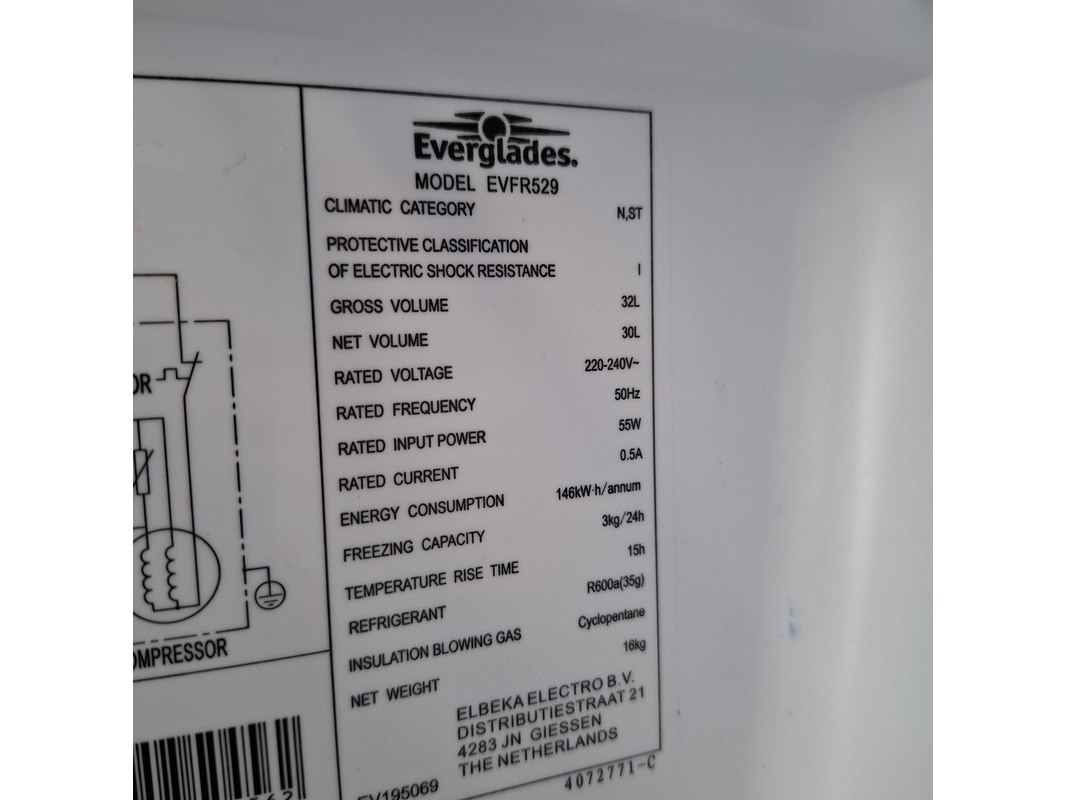 Everglades.
MODEL EVFR529
CLIMATIC CATEGORY N,ST
PROTECTIVE CLASSIFICATION
OF ELECTRIC SHOCK RESISTANCE I
GROSS VOLUME 32L
NET VOLUME 30L
RATED VOLTAGE 220-240V~
RATED FREQUENCY 50Hz
RATED INPUT POWER 55W
RATED CURRENT 0.5A
ENERGY CONSUMPTION 146kW·h/annum
FREEZING CAPACITY 3kg/24h
TEMPERATURE RISE TIME 15h
REFRIGERANT R600a(35g)
INSULATION BLOWING GAS Cyclopentane
NET WEIGHT 16kg
ELBEKA ELECTRO B.V.
DISTRIBUTIESTRAAT 21
4283 JN GIESSEN
THE NETHERLANDS
EV195069 4072771-C
OR
OMPRESSOR